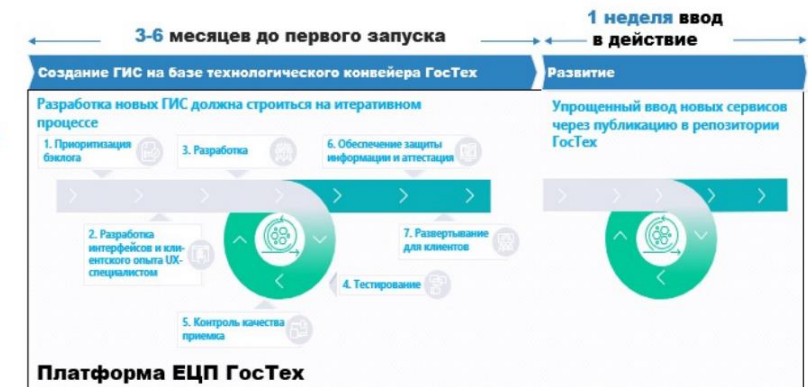 3-6 месяцев до первого запуска
1 неделя ввод
в действие
Создание ГИС на базе технологического конвейера ГосТех
Развитие
Разработка новых ГИС должна строиться на итеративном
процессе
1. Приоритизация
бэклога
3. Разработка
6. Обеспечение защиты
информации и аттестация
2. Разработка
интерфейсов и кли-
ентского опыта UX-
специалистом
7. Развертывание
для клиентов
4. Тестирование
5. Контроль качества
приемка
Упрощенный ввод новых сервисов
через публикацию в репозитории
ГосТех
Платформа ЕЦП ГосТех